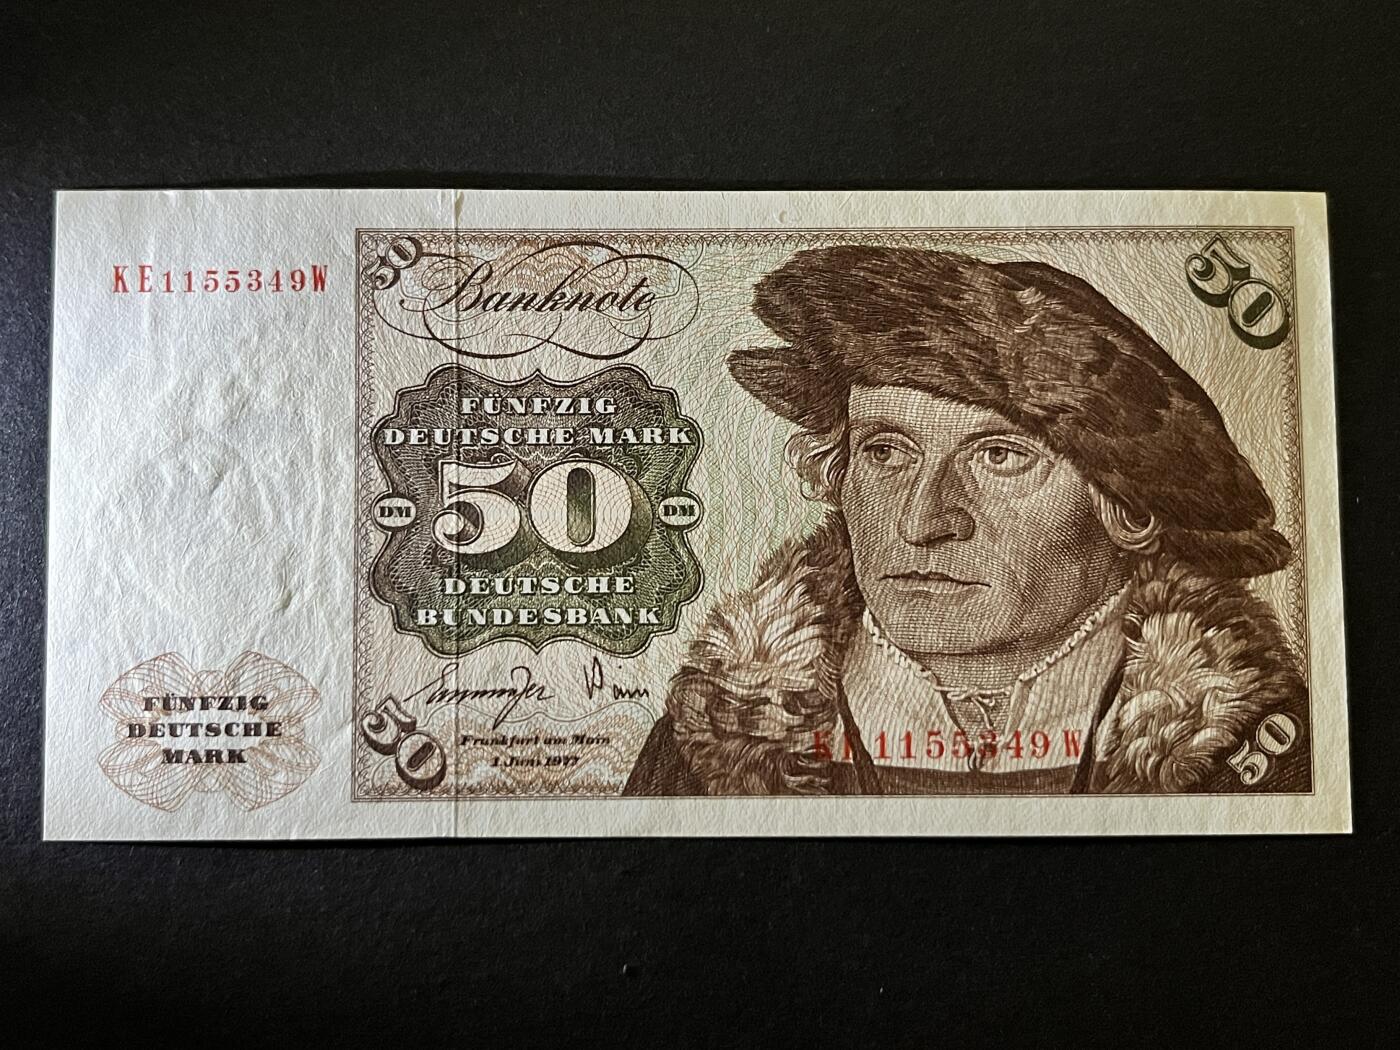 KE1155349W
50
Banknote
50
FÜNFZIG
DEUTSCHE MARK
50
DM
DM
DEUTSCHE
BUNDESBANK
FÜNFZIG
DEUTSCHE
MARK
50
Frankfurt am Main
1. Juni 1977
KE1155349W
50